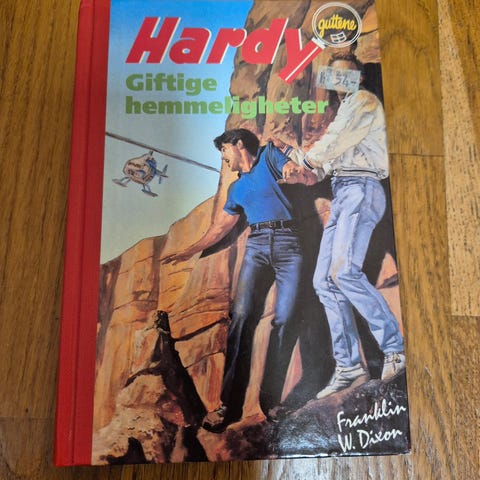 Hardy
guttene
Giftige
hemmeligheter
Franklin
W. Dixon